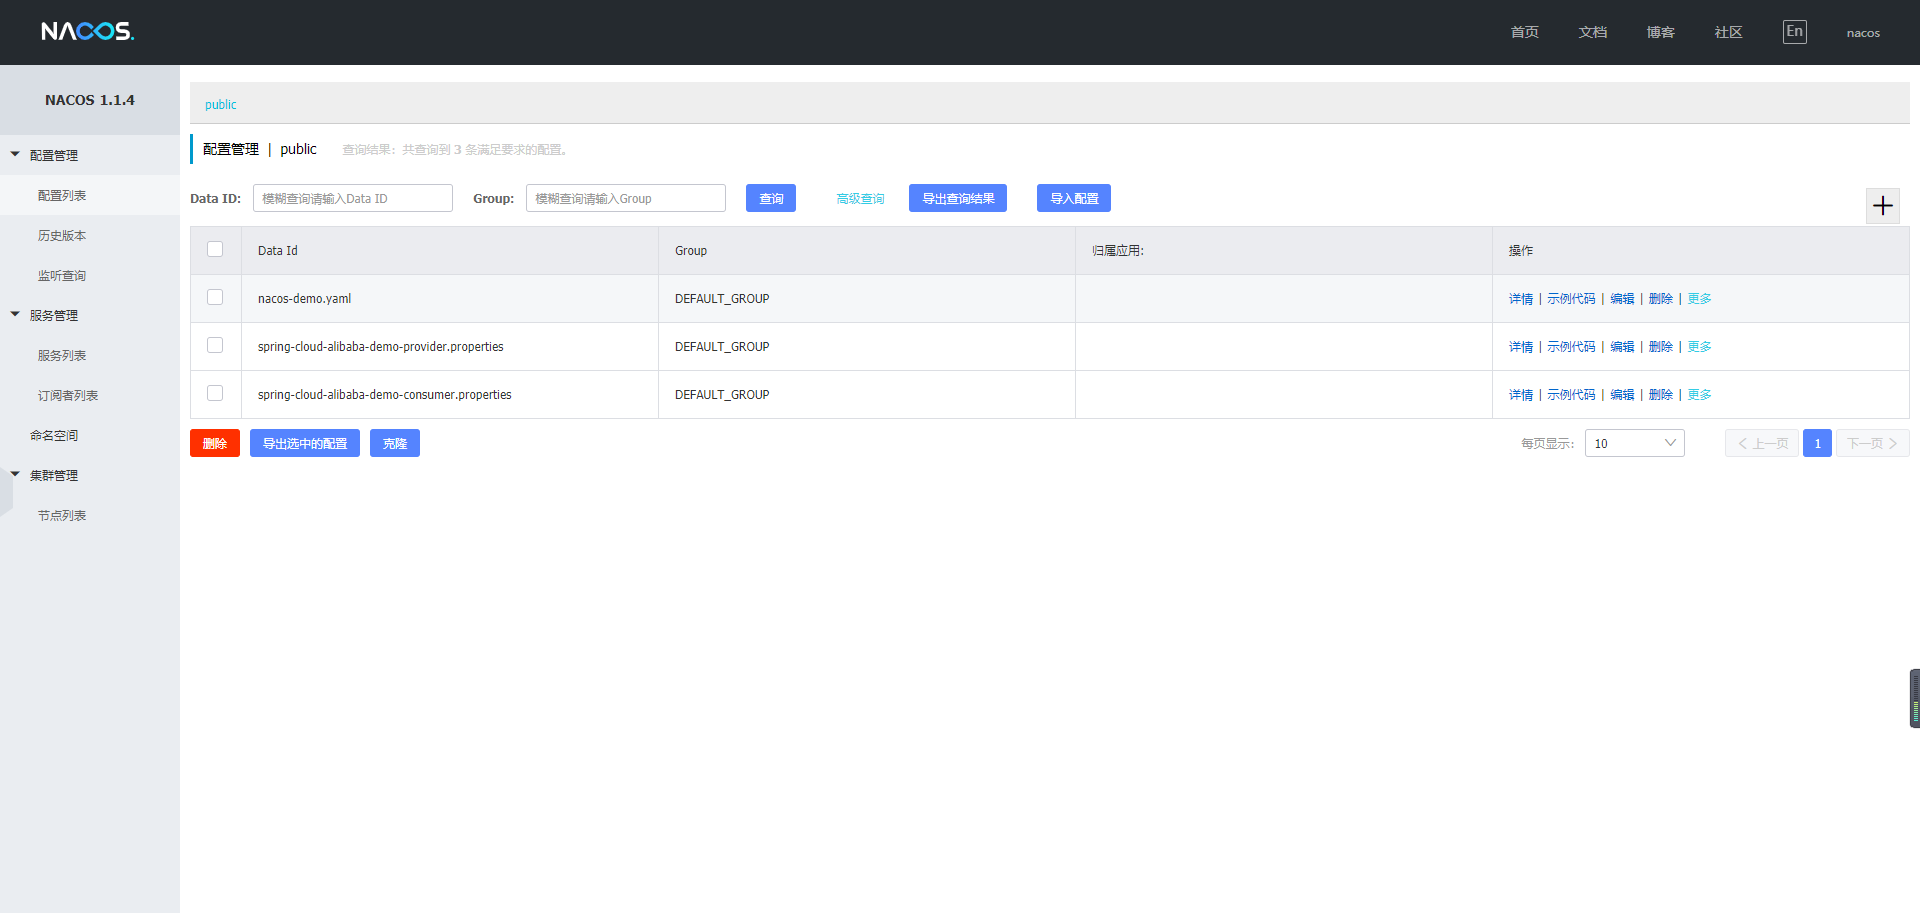 NACOS.
首页 文档 博客 社区 En nacos
NACOS 1.1.4
配置管理
配置列表
历史版本
监听查询
服务管理
服务列表
订阅者列表
命名空间
集群管理
节点列表
public
配置管理 | public 查询结果：共查询到 3 条满足要求的配置。
Data ID: 模糊查询请输入Data ID Group: 模糊查询请输入Group 查询 高级查询 导出查询结果 导入配置
Data Id Group 归属应用: 操作
nacos-demo.yaml DEFAULT_GROUP 详情 | 示例代码 | 编辑 | 删除 | 更多
spring-cloud-alibaba-demo-provider.properties DEFAULT_GROUP 详情 | 示例代码 | 编辑 | 删除 | 更多
spring-cloud-alibaba-demo-consumer.properties DEFAULT_GROUP 详情 | 示例代码 | 编辑 | 删除 | 更多
删除 导出选中的配置 克隆 每页显示: 10 上一页 1 下一页